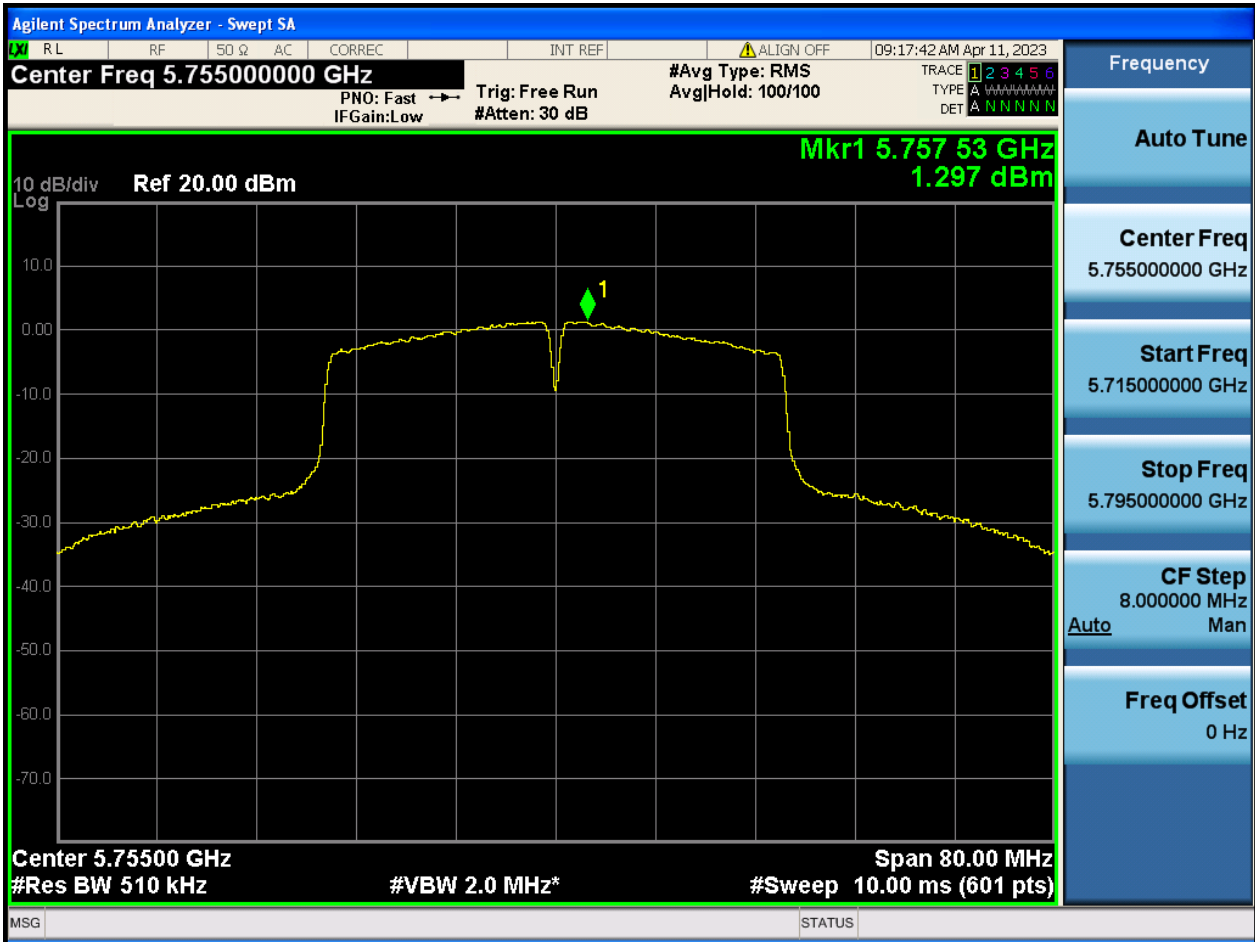 Agilent Spectrum Analyzer - Swept SA
LXI RL RF 50 Ω AC CORREC INT REF ALIGN OFF 09:17:42 AM Apr 11, 2023
Center Freq 5.755000000 GHz
PNO: Fast
IFGain:Low
Trig: Free Run
#Atten: 30 dB
#Avg Type: RMS
Avg|Hold: 100/100
TRACE 1 2 3 4 5 6
TYPE A WWWWW
DET A N N N N N
Mkr1 5.757 53 GHz
1.297 dBm
10 dB/div Ref 20.00 dBm
Log
10.0
0.00
-10.0
-20.0
-30.0
-40.0
-50.0
-60.0
-70.0
1
Center 5.75500 GHz
Span 80.00 MHz
#Res BW 510 kHz
#VBW 2.0 MHz*
#Sweep 10.00 ms (601 pts)
MSG
STATUS
Frequency
Auto Tune
Center Freq
5.755000000 GHz
Start Freq
5.715000000 GHz
Stop Freq
5.795000000 GHz
CF Step
8.000000 MHz
Auto Man
Freq Offset
0 Hz